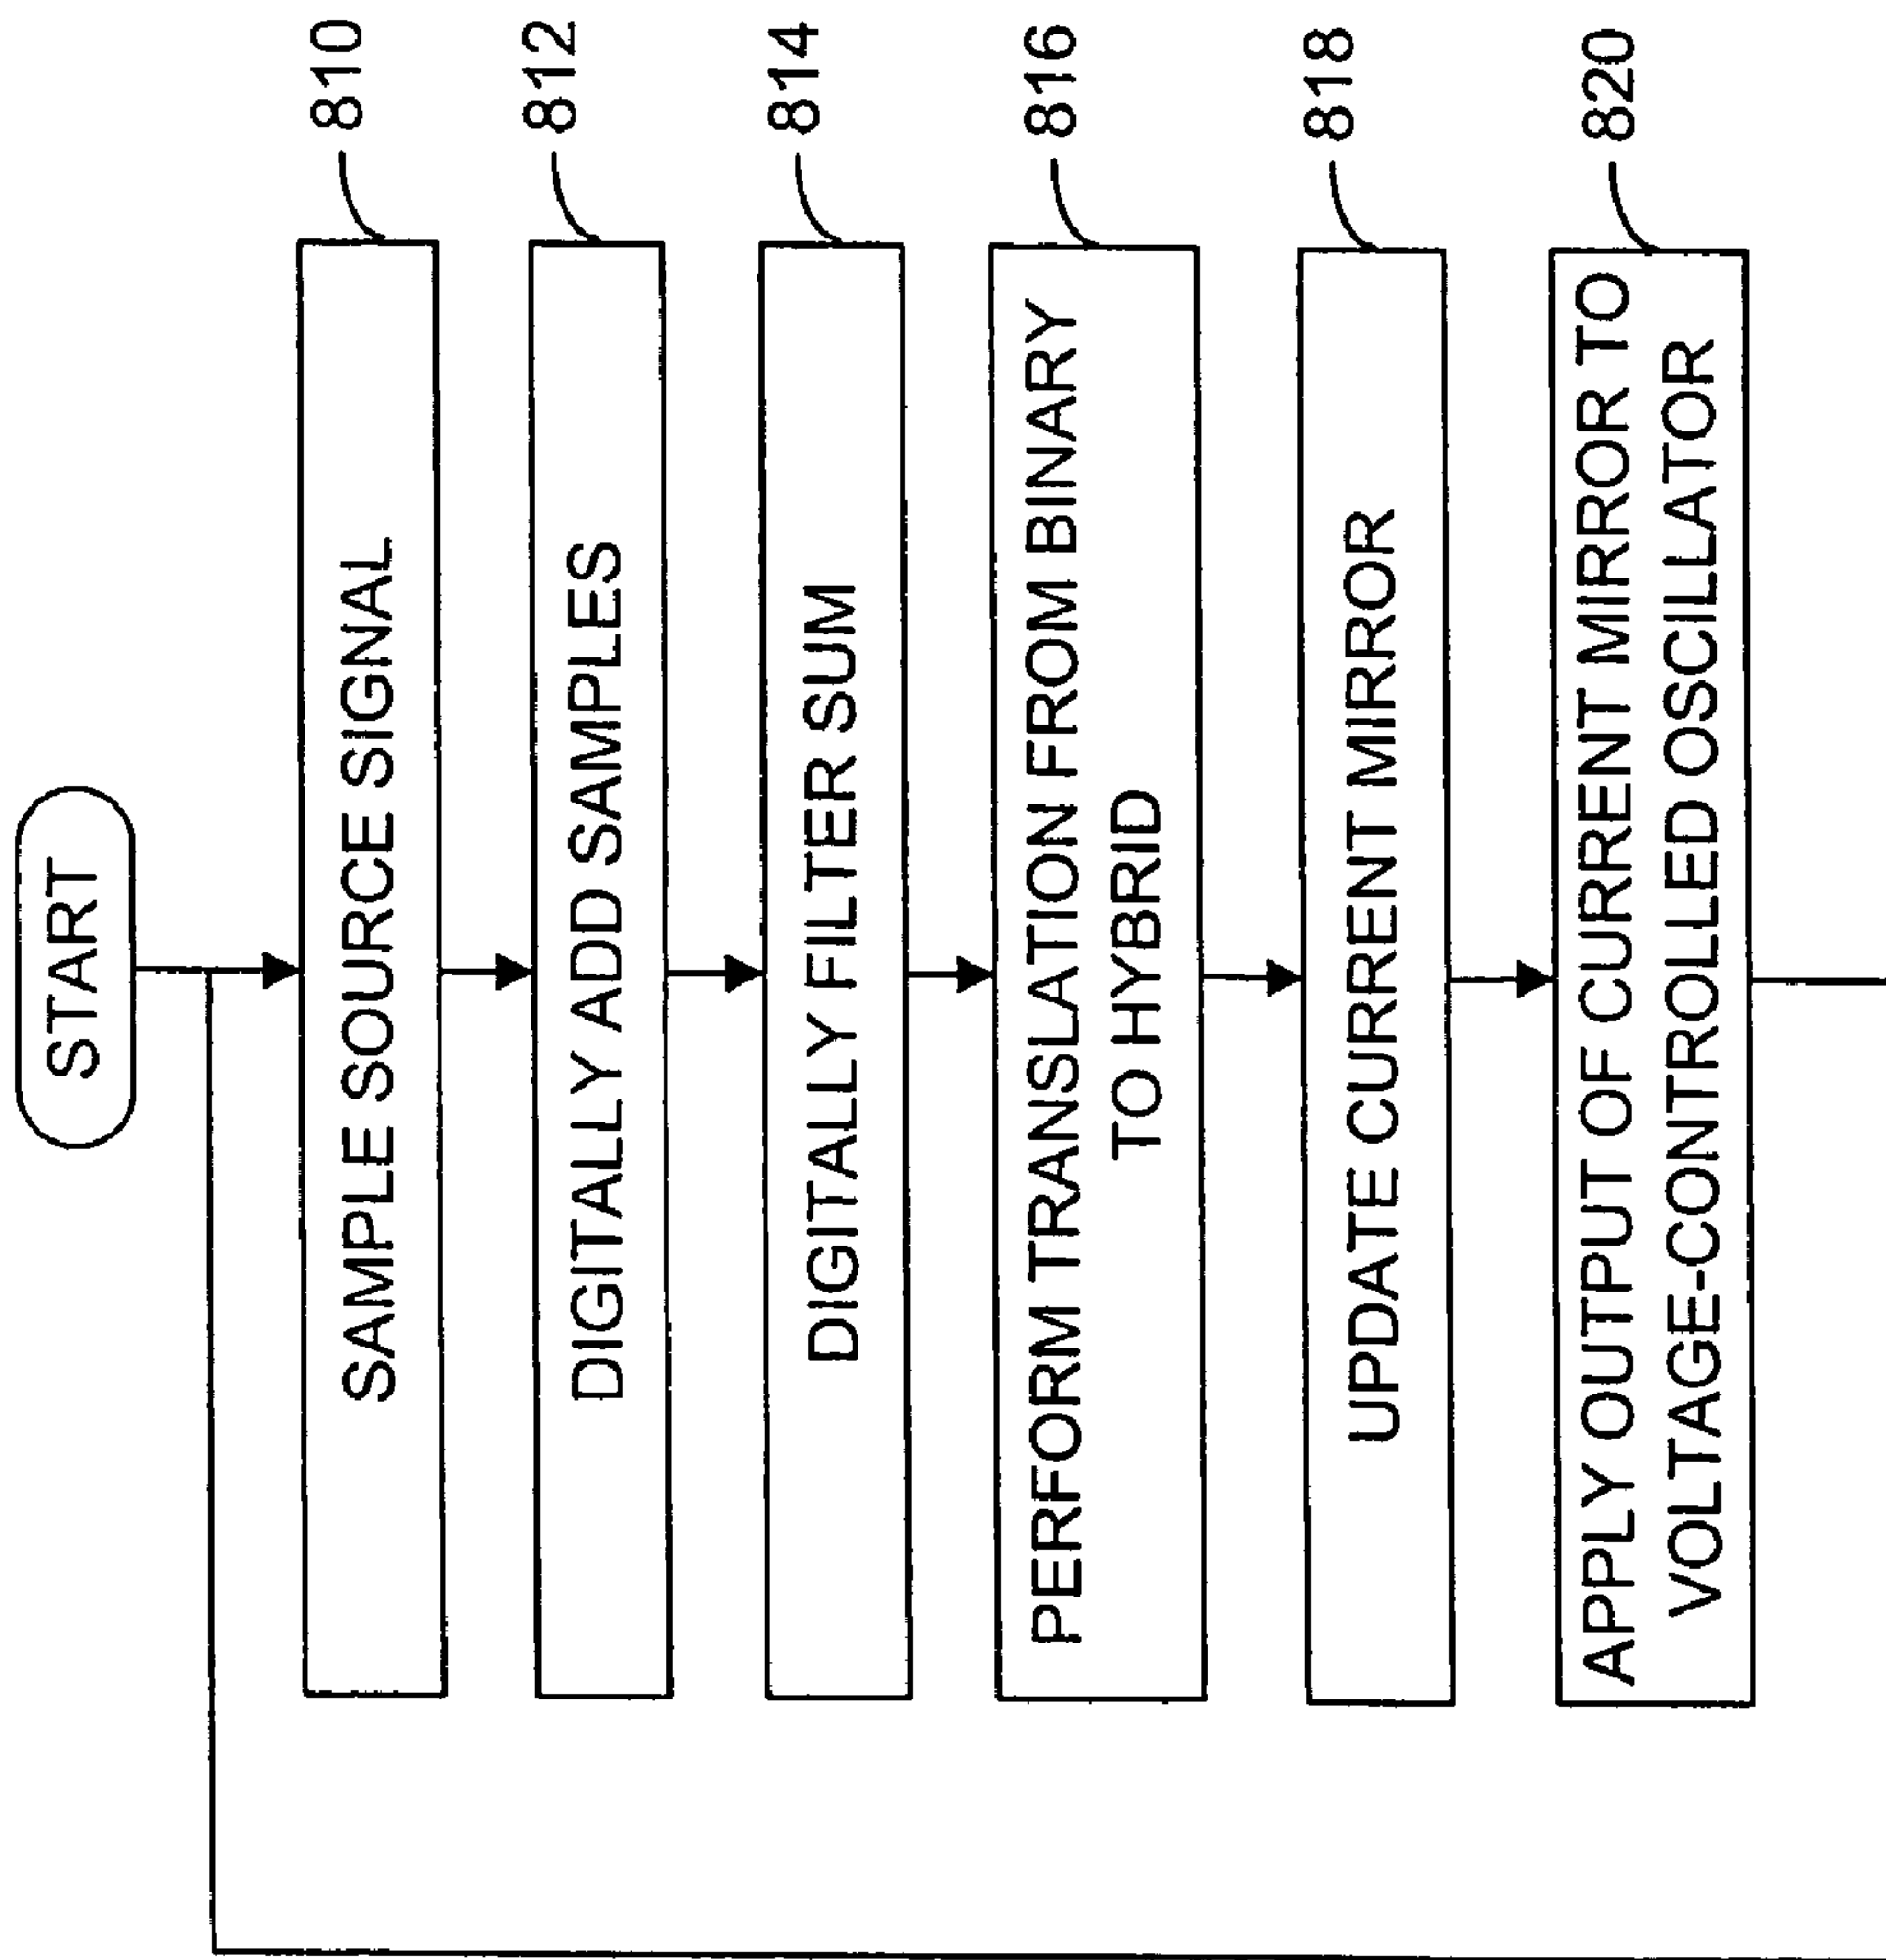 START
SAMPLE SOURCE SIGNAL
810
DIGITALLY ADD SAMPLES
812
DIGITALLY FILTER SUM
814
PERFORM TRANSLATION FROM BINARY
TO HYBRID
816
UPDATE CURRENT MIRROR
818
APPLY OUTPUT OF CURRENT MIRROR TO
VOLTAGE-CONTROLLED OSCILLATOR
820